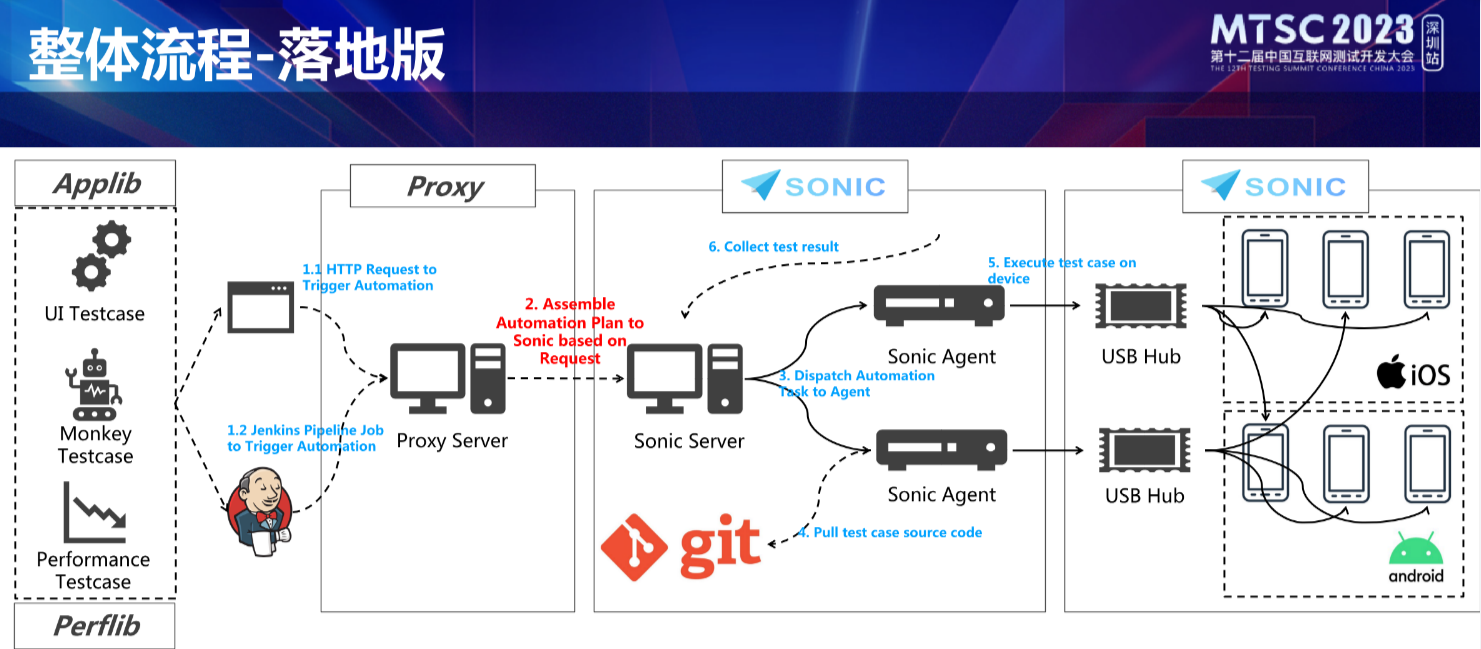 整体流程-落地版
MTSC 2023
深圳站
第十二届中国互联网测试开发大会
THE 12TH TESTING SUMMIT CONFERENCE CHINA 2023
Applib
UI Testcase
Monkey
Testcase
Performance
Testcase
Perflib
1.1 HTTP Request to
Trigger Automation
1.2 Jenkins Pipeline Job
to Trigger Automation
Proxy
Proxy Server
2. Assemble
Automation Plan to
Sonic based on
Request
SONIC
6. Collect test result
Sonic Server
3. Dispatch Automation
Task to Agent
Sonic Agent
Sonic Agent
git
4. Pull test case source code
SONIC
5. Execute test case on
device
USB Hub
USB Hub
iOS
android